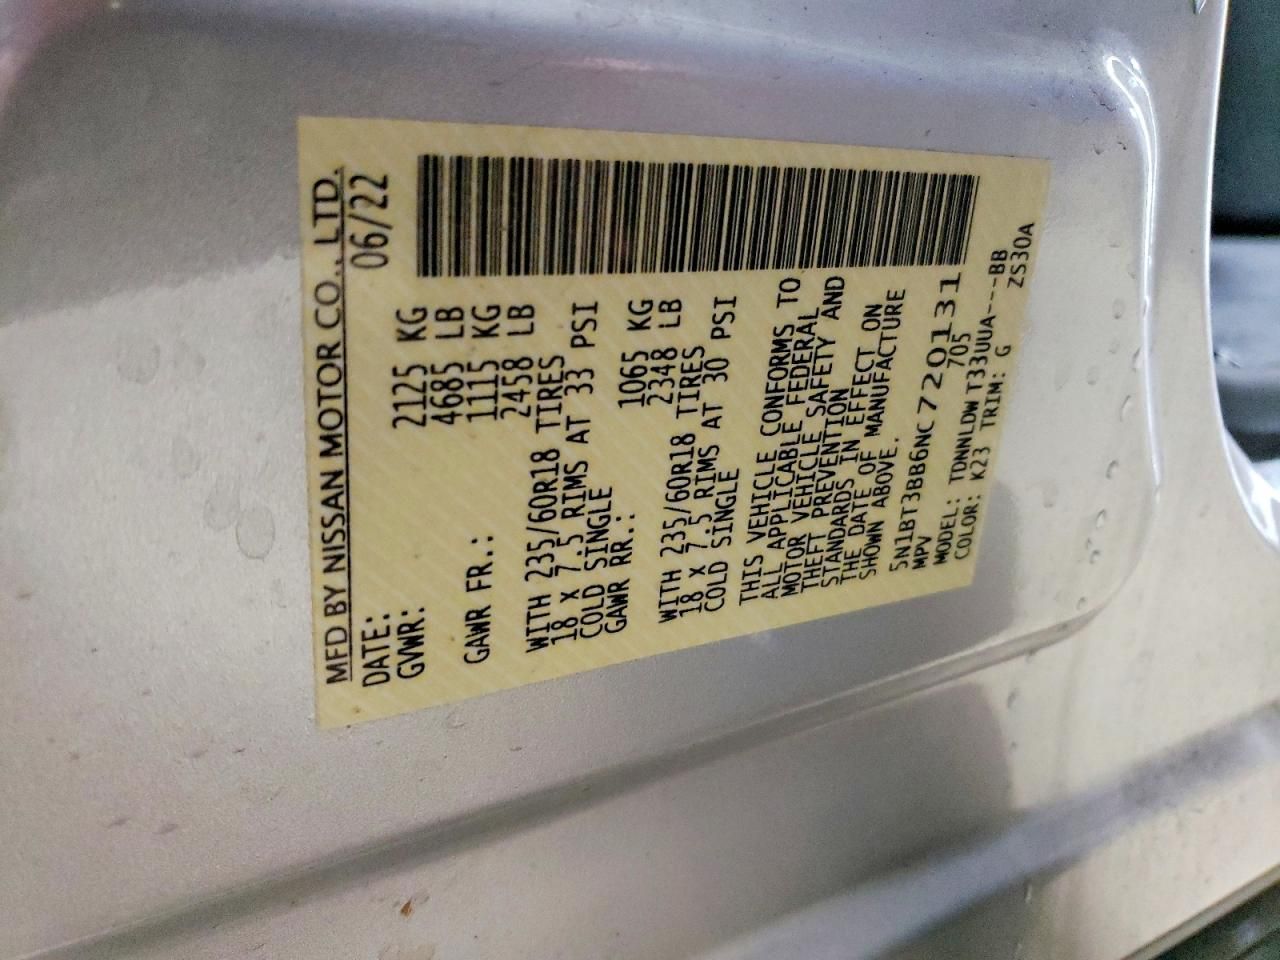 MFD BY NISSAN MOTOR CO., LTD.
DATE: 06/22
GVWR: 2125 KG
4685 LB
GAWR FR.: 1115 KG
2458 LB
WITH 235/60R18 TIRES
18 X 7.5 RIMS AT 33 PSI
COLD SINGLE
GAWR RR.: 1065 KG
2348 LB
WITH 235/60R18 TIRES
18 X 7.5 RIMS AT 30 PSI
COLD SINGLE
THIS VEHICLE CONFORMS TO
ALL APPLICABLE FEDERAL
MOTOR VEHICLE SAFETY AND
THEFT PREVENTION
STANDARDS IN EFFECT ON
THE DATE OF MANUFACTURE
SHOWN ABOVE.
5N1BT3BB6NC720131
MPV 705
MODEL: TDNNLDW T33UUA---BB
COLOR: K23 TRIM: G ZS30A